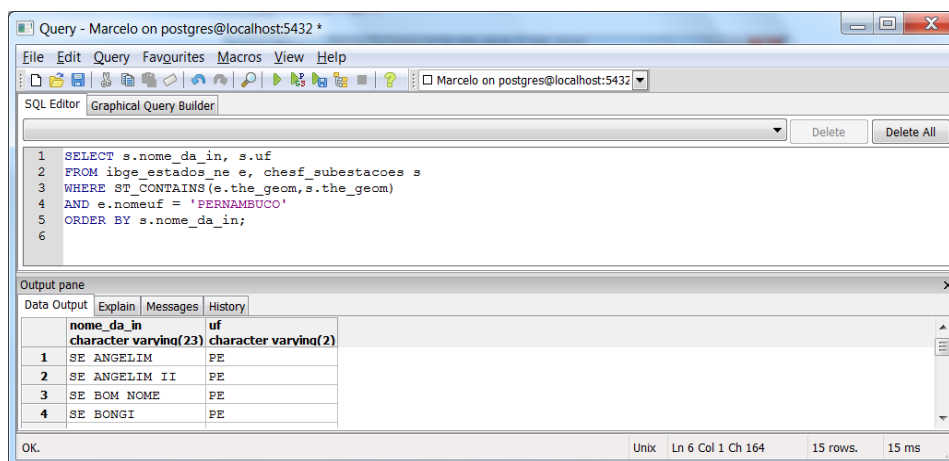 Query - Marcelo on postgres@localhost:5432 *
File Edit Query Favourites Macros View Help
Marcelo on postgres@localhost:5432
SQL Editor Graphical Query Builder
Delete Delete All
1 SELECT s.nome_da_in, s.uf
2 FROM ibge_estados_ne e, chesf_subestacoes s
3 WHERE ST_CONTAINS(e.the_geom,s.the_geom)
4 AND e.nomeuf = 'PERNAMBUCO'
5 ORDER BY s.nome_da_in;
6
Output pane
Data Output Explain Messages History
nome_da_in uf
character varying(23) character varying(2)
1 SE ANGELIM PE
2 SE ANGELIM II PE
3 SE BOM NOME PE
4 SE BONGI PE
OK. Unix Ln 6 Col 1 Ch 164 15 rows. 15 ms